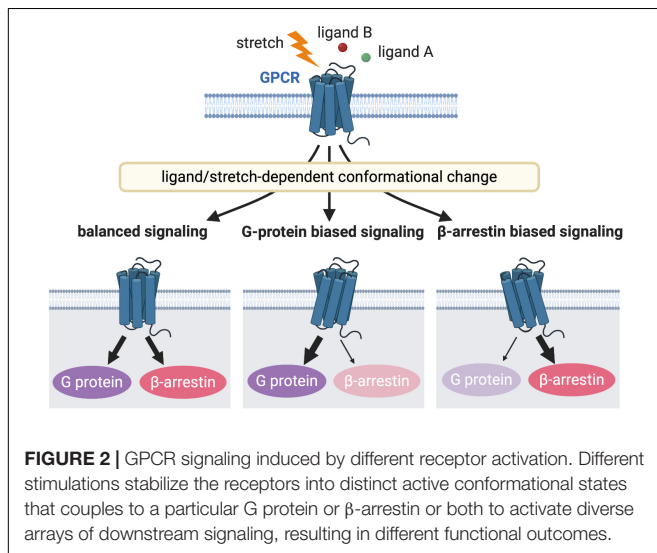 ligand B
stretch
ligand A
GPCR
ligand/stretch-dependent conformational change
balanced signaling G-protein biased signaling β-arrestin biased signaling
G protein β-arrestin G protein β-arrestin G protein β-arrestin
FIGURE 2 | GPCR signaling induced by different receptor activation. Different
stimulations stabilize the receptors into distinct active conformational states
that couples to a particular G protein or β-arrestin or both to activate diverse
arrays of downstream signaling, resulting in different functional outcomes.